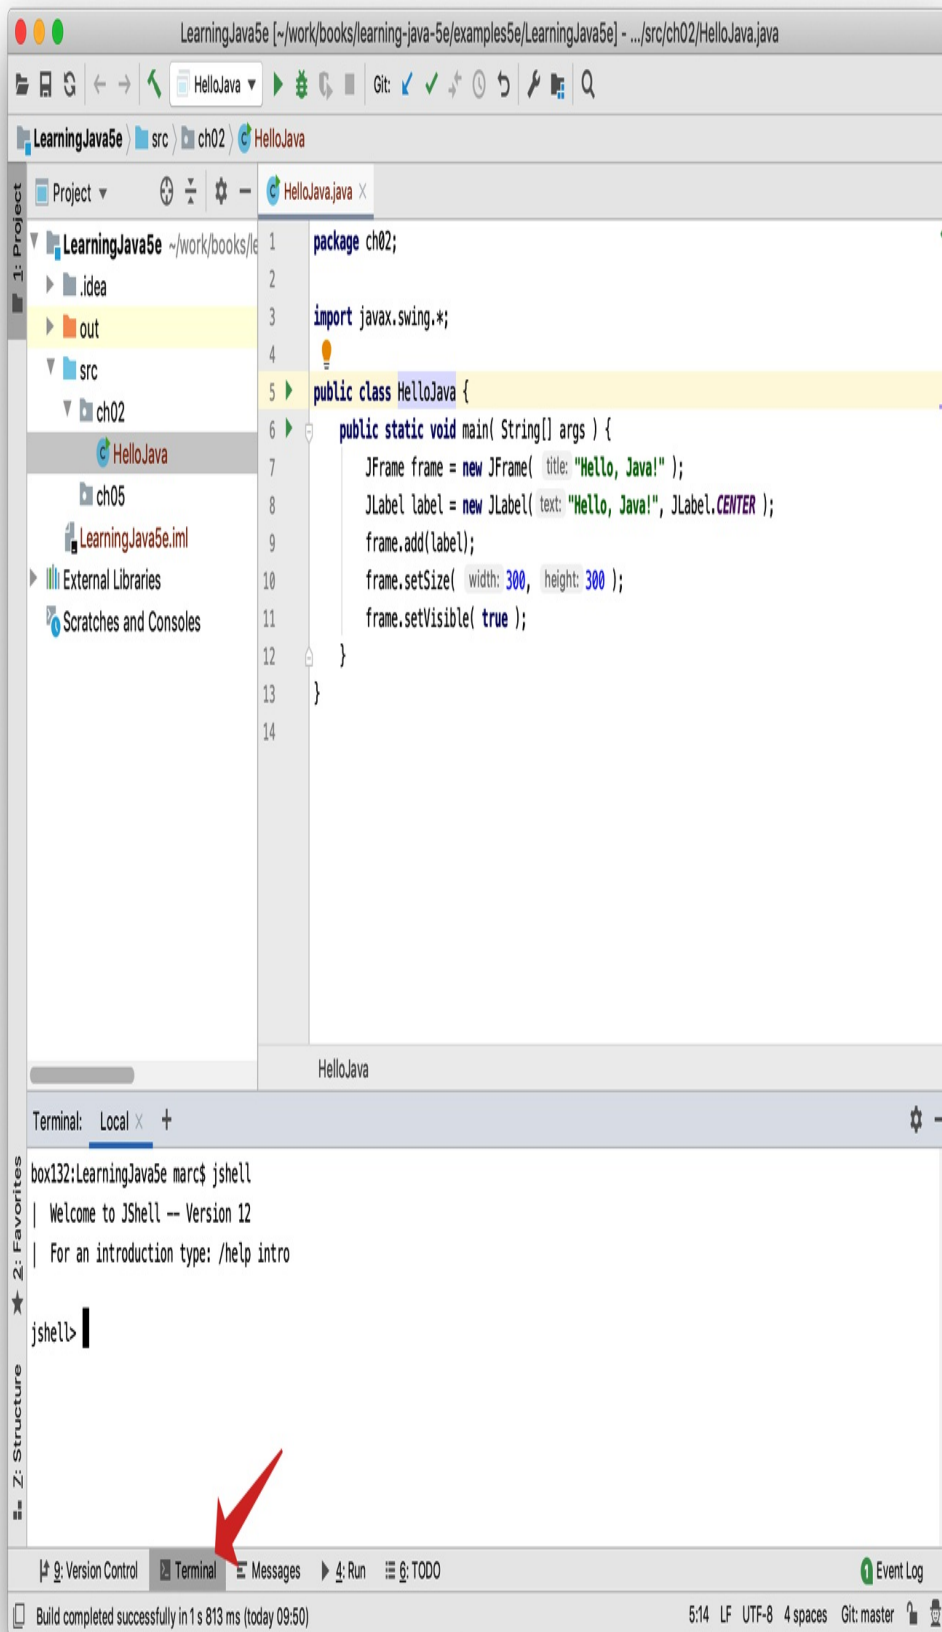 LearningJava5e [~/work/books/learning-java-5e/examples5e/LearningJava5e] - .../src/ch02/HelloJava.java
HelloJava Git:
LearningJava5e src ch02 HelloJava
1: Project
Project
HelloJava.java
LearningJava5e ~/work/books/le
.idea
out
src
ch02
HelloJava
ch05
LearningJava5e.iml
External Libraries
Scratches and Consoles
1 package ch02;
2
3 import javax.swing.*;
4
5 public class HelloJava {
6 public static void main( String[] args ) {
7 JFrame frame = new JFrame( title: "Hello, Java!" );
8 JLabel label = new JLabel( text: "Hello, Java!", JLabel.CENTER );
9 frame.add(label);
10 frame.setSize( width: 300, height: 300 );
11 frame.setVisible( true );
12 }
13 }
14
HelloJava
Terminal: Local +
box132:LearningJava5e marc$ jshell
| Welcome to JShell -- Version 12
| For an introduction type: /help intro
jshell>
2: Favorites
Z: Structure
9: Version Control Terminal Messages 4: Run 6: TODO 1 Event Log
Build completed successfully in 1 s 813 ms (today 09:50) 5:14 LF UTF-8 4 spaces Git: master